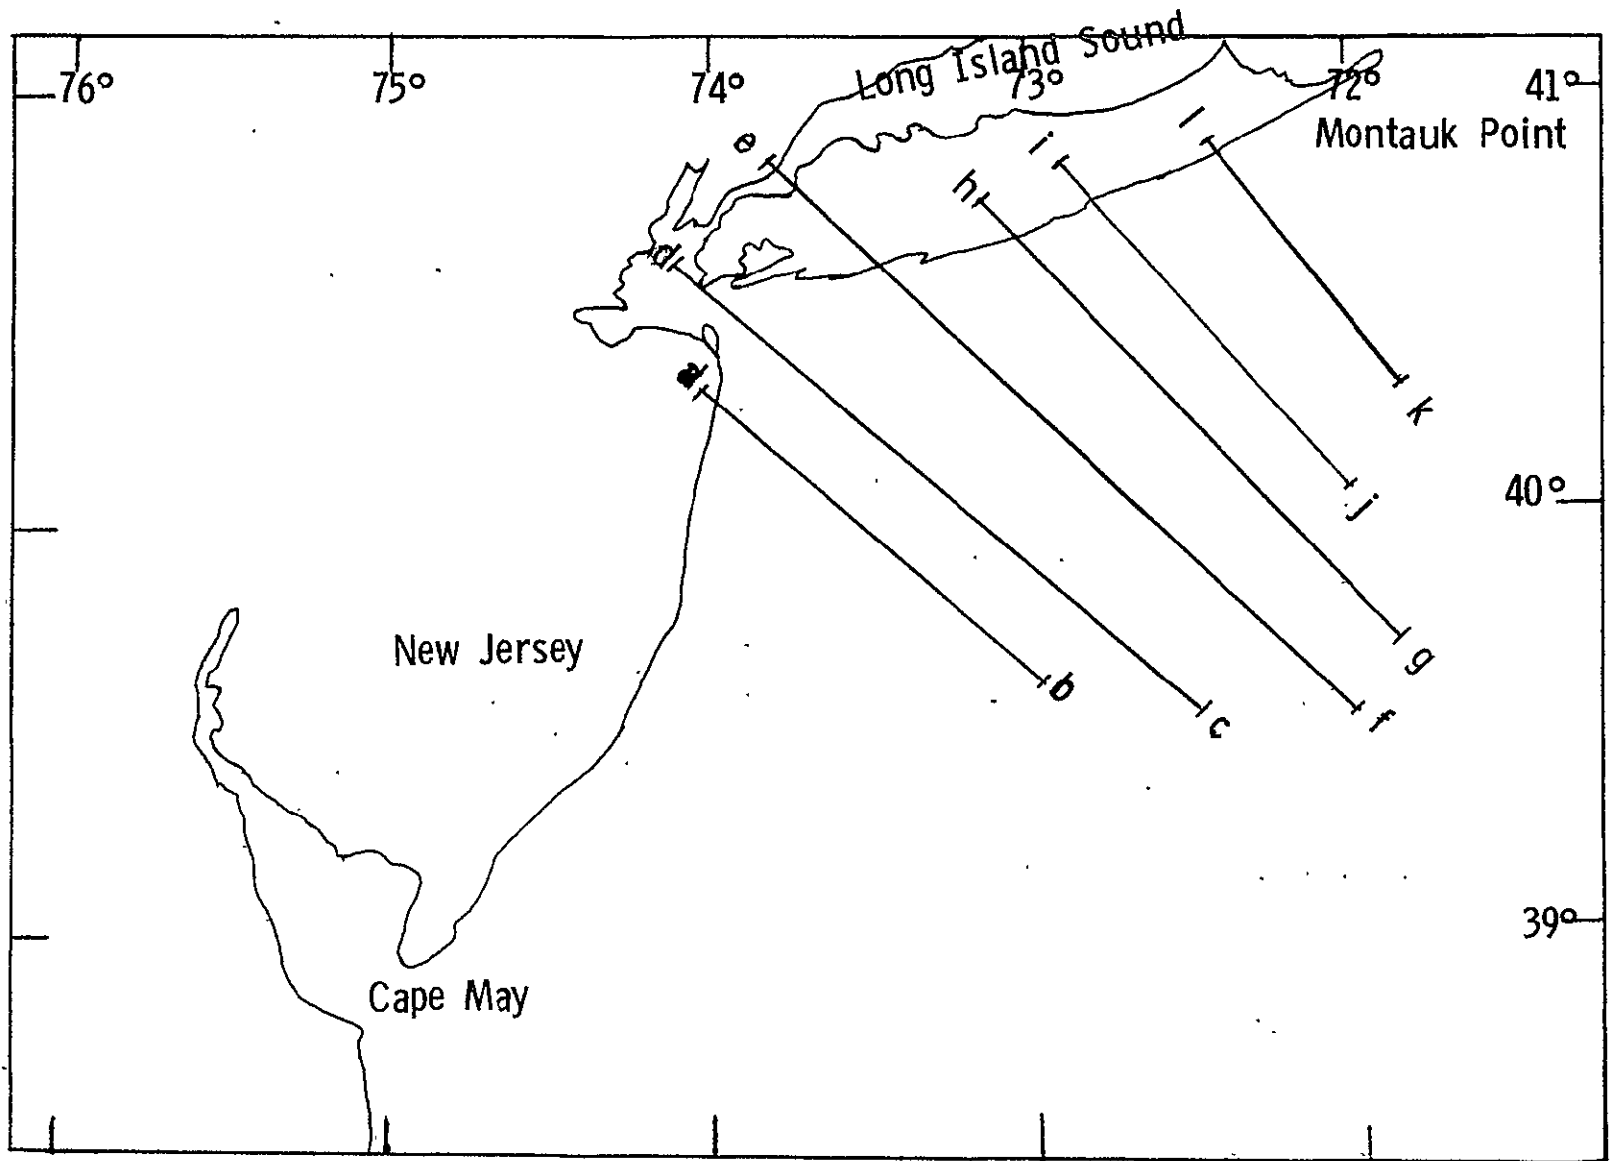 Long Island Sound
76°
75°
74°
73°
72°
41°
Montauk Point
e
i
l
h
d
a
k
40°
j
New Jersey
g
b
c
f
39°
Cape May